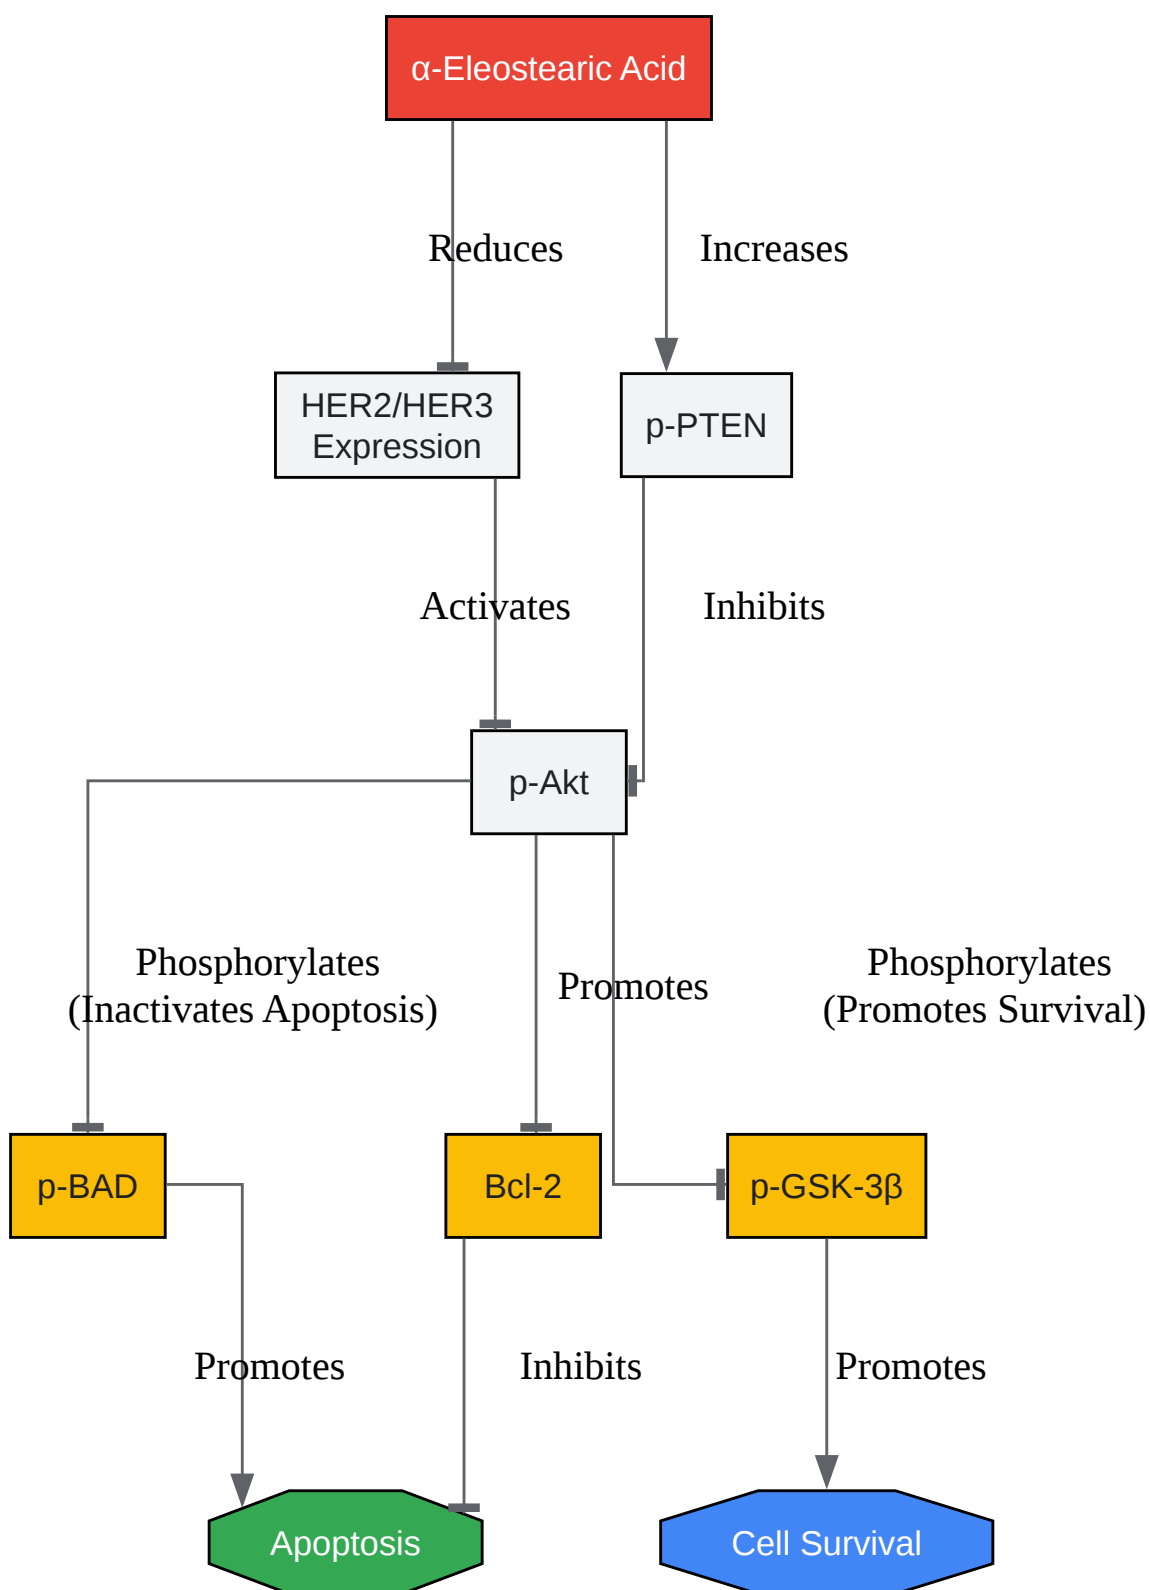 α-Eleostearic Acid
Reduces
Increases
HER2/HER3
Expression
p-PTEN
Activates
Inhibits
p-Akt
Phosphorylates
(Inactivates Apoptosis)
Promotes
Phosphorylates
(Promotes Survival)
p-BAD
Bcl-2
p-GSK-3β
Promotes
Inhibits
Promotes
Apoptosis
Cell Survival